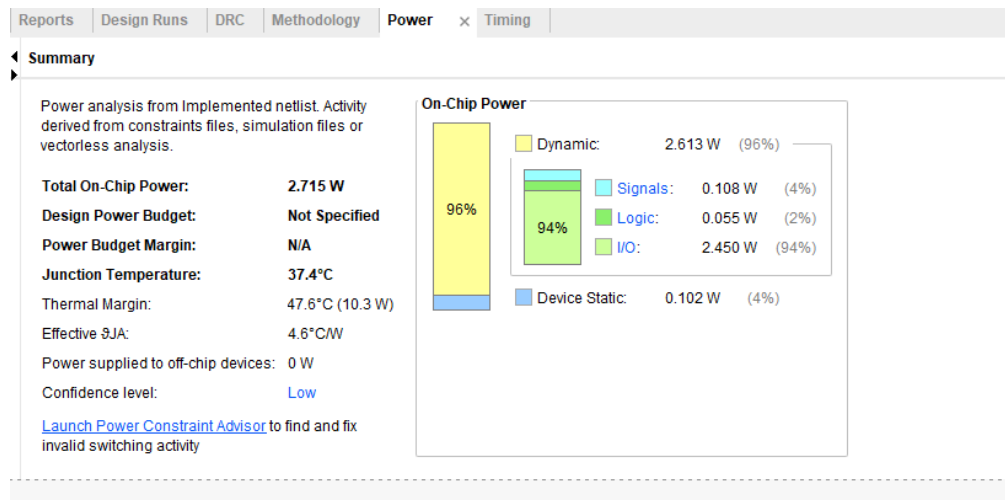 Reports Design Runs DRC Methodology Power × Timing
Summary
Power analysis from Implemented netlist. Activity
derived from constraints files, simulation files or
vectorless analysis.
Total On-Chip Power: 2.715 W
Design Power Budget: Not Specified
Power Budget Margin: N/A
Junction Temperature: 37.4°C
Thermal Margin: 47.6°C (10.3 W)
Effective ϑJA: 4.6°C/W
Power supplied to off-chip devices: 0 W
Confidence level: Low
Launch Power Constraint Advisor to find and fix
invalid switching activity
On-Chip Power
96%
Dynamic: 2.613 W (96%)
94%
Signals: 0.108 W (4%)
Logic: 0.055 W (2%)
I/O: 2.450 W (94%)
Device Static: 0.102 W (4%)